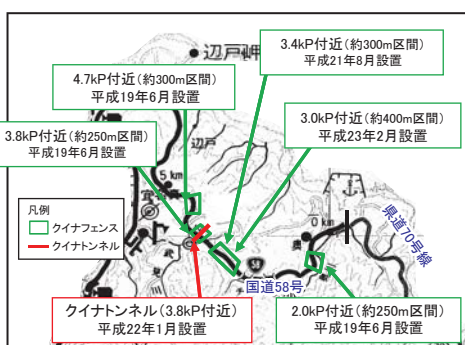 辺戸岬
3.4kP付近(約300m区間)
平成21年8月設置
4.7kP付近(約300m区間)
平成19年6月設置
3.0kP付近(約400m区間)
平成23年2月設置
3.8kP付近(約250m区間)
平成19年6月設置
辺戸
5km
宜
0km
奥
県道70号線
凡例
クイナフェンス
クイナトンネル
58
国道58号
クイナトンネル(3.8kP付近)
平成22年1月設置
2.0kP付近(約250m区間)
平成19年6月設置